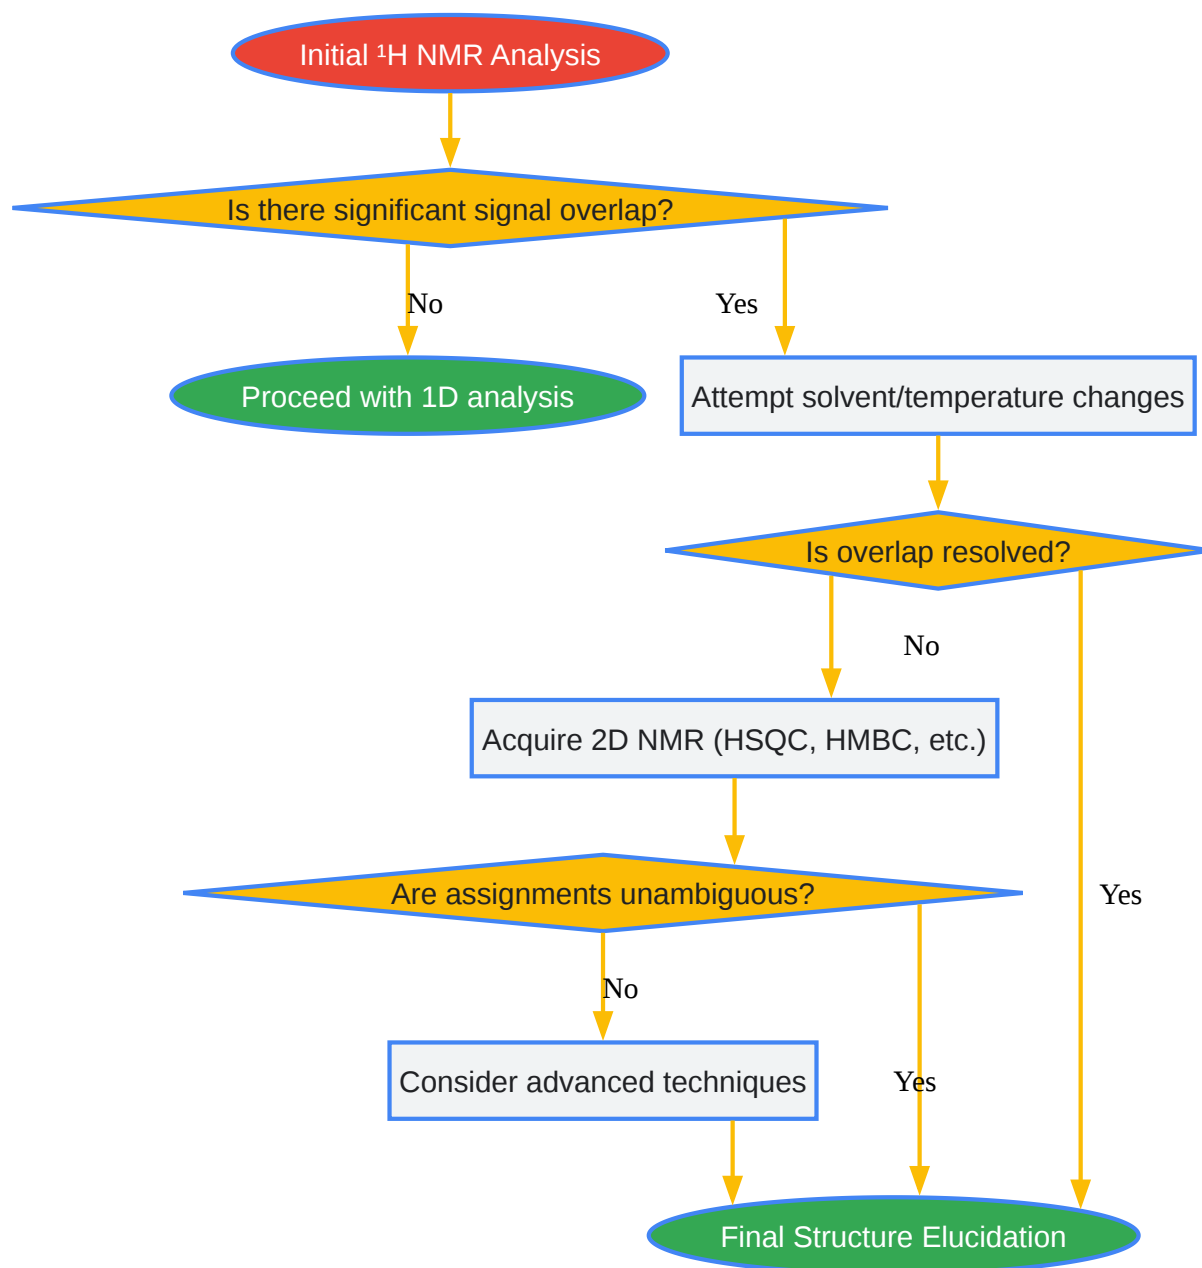 Initial ¹H NMR Analysis
Is there significant signal overlap?
No
Yes
Proceed with 1D analysis
Attempt solvent/temperature changes
Is overlap resolved?
No
Acquire 2D NMR (HSQC, HMBC, etc.)
Are assignments unambiguous?
Yes
No
Consider advanced techniques
Yes
Final Structure Elucidation